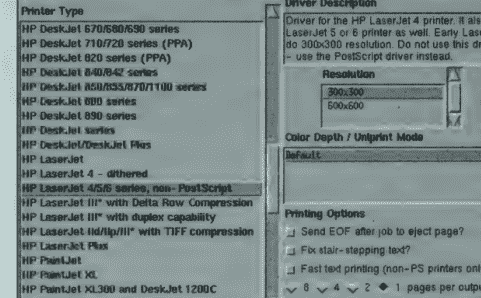 Printer Type
HP DeskJet 670/680/690 series
HP DeskJet 710/720 series (PPA)
HP DeskJet 820 series (PPA)
HP DeskJet 840/842 series
HP DeskJet 850/855/870/1100 series
HP DeskJet 880 series
HP DeskJet 890 series
HP DeskJet series
HP DeskJet/DeskJet Plus
HP LaserJet
HP LaserJet 4 - dithered
HP LaserJet 4/5/6 series, non-PostScript
HP LaserJet III* with Delta Row Compression
HP LaserJet III* with duplex capability
HP LaserJet IId/IIp/III* with TIFF compression
HP LaserJet Plus
HP PaintJet
HP PaintJet XL
HP PaintJet XL300 and DeskJet 1200C
Driver Description
Driver for the HP LaserJet 4 printer. It als
LaserJet 5 or 6 printer as well. Early Lase
do 300x300 resolution. Do not use this dr
- use the PostScript driver instead.
Resolution
300x300
600x600
Color Depth / Uniprint Mode
Default
Printing Options
Send EOF after job to eject page?
Fix stair-stepping text?
Fast text printing (non-PS printers onl
8 4 2 1 pages per outpu